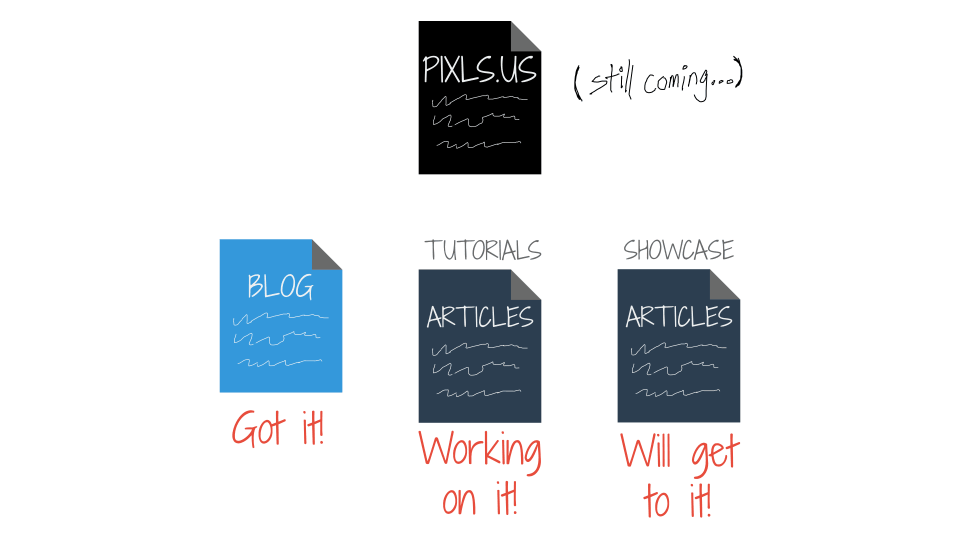 PIXLS.US
(still coming...)
BLOG
Got it!
TUTORIALS
ARTICLES
Working
on it!
SHOWCASE
ARTICLES
Will get
to it!